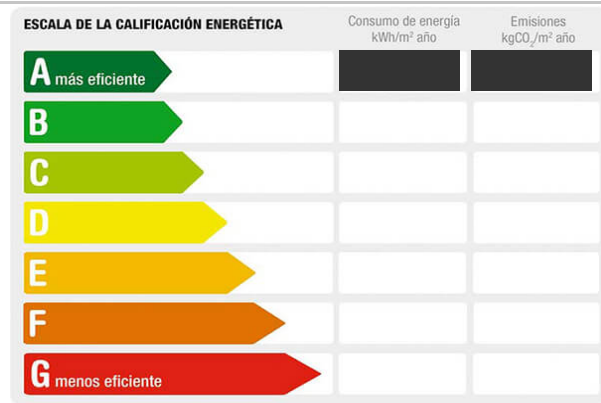 ESCALA DE LA CALIFICACIÓN ENERGÉTICA
Consumo de energía
kWh/m² año
Emisiones
kgCO₂/m² año
A más eficiente
B
C
D
E
F
G menos eficiente